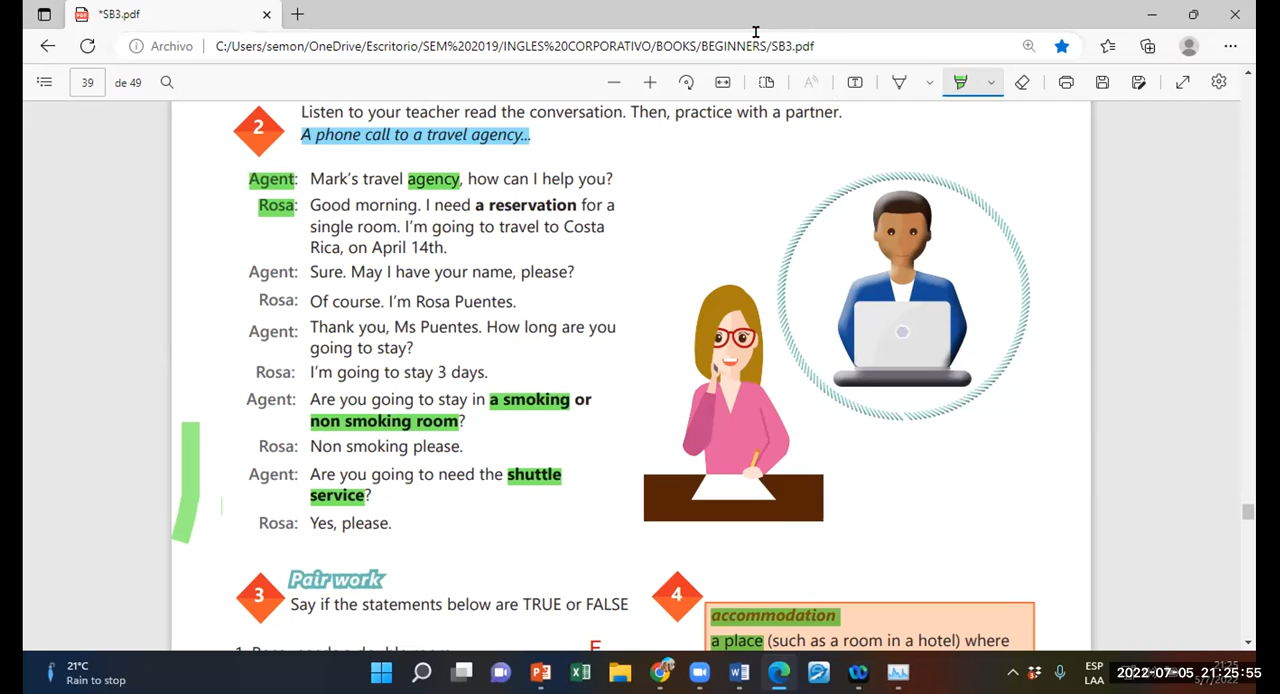 *SB3.pdf
Archivo
C:/Users/semon/OneDrive/Escritorio/SEM%202019/INGLES%20CORPORATIVO/BOOKS/BEGINNERS/SB3.pdf
39 de 49
2 Listen to your teacher read the conversation. Then, practice with a partner.
A phone call to a travel agency...
Agent: Mark's travel agency, how can I help you?
Rosa: Good morning. I need a reservation for a
single room. I'm going to travel to Costa
Rica, on April 14th.
Agent: Sure. May I have your name, please?
Rosa: Of course. I'm Rosa Puentes.
Agent: Thank you, Ms Puentes. How long are you
going to stay?
Rosa: I'm going to stay 3 days.
Agent: Are you going to stay in a smoking or
non smoking room?
Rosa: Non smoking please.
Agent: Are you going to need the shuttle
service?
Rosa: Yes, please.
3 Pair work
Say if the statements below are TRUE or FALSE
4
accommodation
a place (such as a room in a hotel) where
21°C
Rain to stop
ESP
LAA
2022-07-05 21:25:55